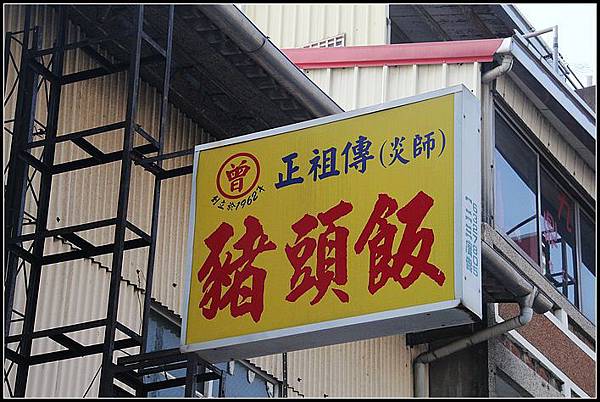 曾 正祖傳(炎師)
創立於1962年
豬頭飯